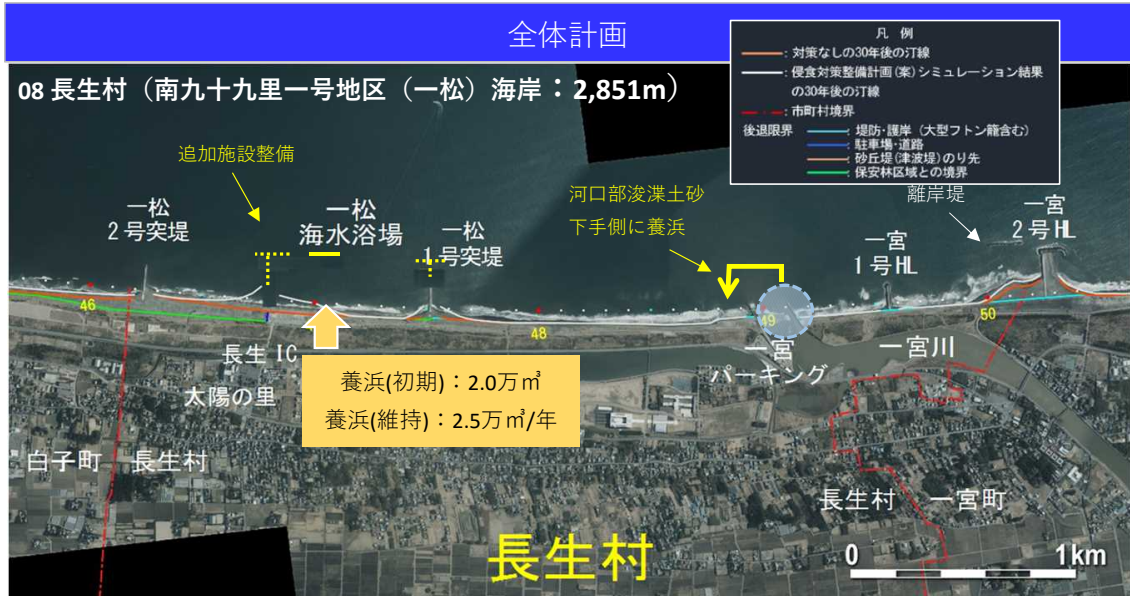 全体計画
08 長生村（南九十九里一号地区（一松）海岸：2,851m）
凡 例
：対策なしの30年後の汀線
：侵食対策整備計画(案)シミュレーション結果
の30年後の汀線
：市町村境界
後退限界
：堤防・護岸（大型フトン籠含む）
：駐車場・道路
：砂丘堤(津波堤)のり先
：保安林区域との境界
追加施設整備
一松
2号突堤
一松
海水浴場
一松
1号突堤
河口部浚渫土砂
下手側に養浜
離岸堤
一宮
1号HL
一宮
2号HL
46
48
49
50
長生IC
太陽の里
養浜(初期)：2.0万㎥
養浜(維持)：2.5万㎥/年
一宮
パーキング
一宮川
白子町
長生村
長生村
一宮町
長生村
0
1km